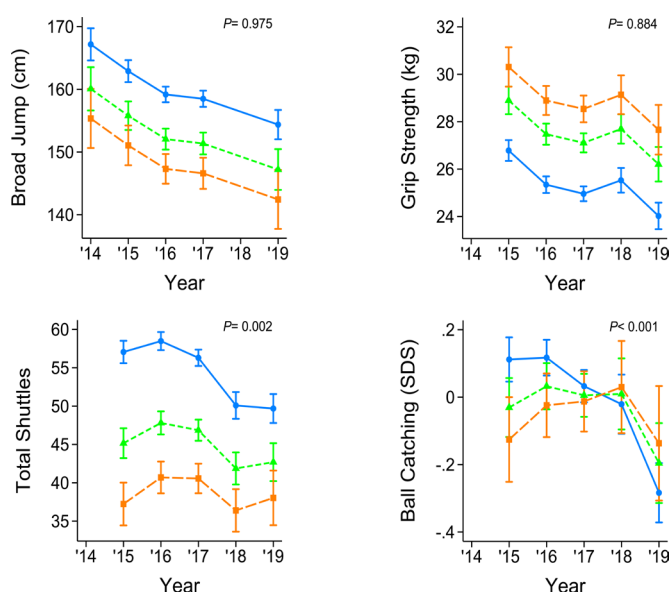 Broad Jump (cm)
170
160
150
140
P= 0.975
'14 '15 '16 '17 '18 '19
Year
Grip Strength (kg)
32
30
28
26
24
P= 0.884
'14 '15 '16 '17 '18 '19
Year
Total Shuttles
60
55
50
45
40
35
P= 0.002
'14 '15 '16 '17 '18 '19
Year
Ball Catching (SDS)
.2
0
-.2
-.4
P< 0.001
'14 '15 '16 '17 '18 '19
Year